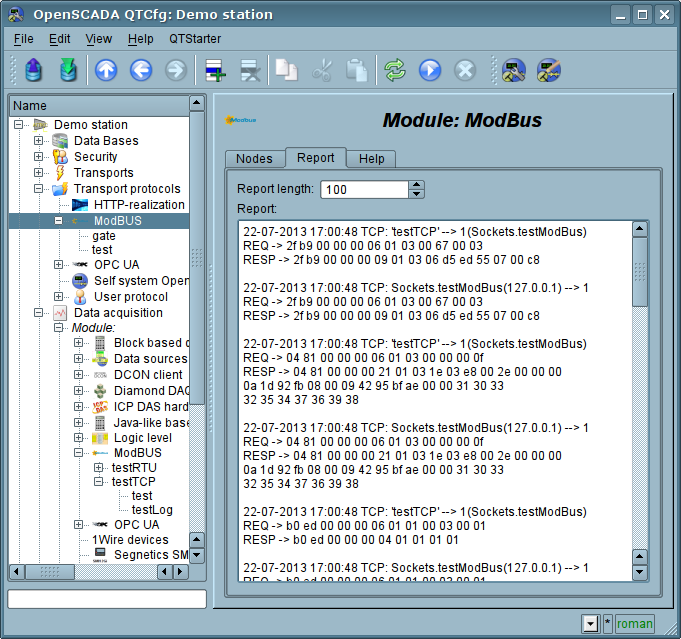 OpenSCADA QTCfg: Demo station
File Edit View Help QTStarter
Name
Demo station
Data Bases
Security
Transports
Transport protocols
HTTP-realization
ModBUS
gate
test
OPC UA
Self system Open
User protocol
Data acquisition
Module:
Block based c
Data sources
DCON client
Diamond DAQ
ICP DAS hard
Java-like base
Logic level
ModBUS
testRTU
testTCP
test
testLog
OPC UA
1Wire devices
Segnetics SM
Modbus
Module: ModBus
Nodes Report Help
Report length: 100
Report:
22-07-2013 17:00:48 TCP: 'testTCP' --> 1(Sockets.testModBus)
REQ -> 2f b9 00 00 00 06 01 03 00 67 00 03
RESP -> 2f b9 00 00 00 09 01 03 06 d5 ed 55 07 00 c8
22-07-2013 17:00:48 TCP: Sockets.testModBus(127.0.0.1) --> 1
REQ -> 2f b9 00 00 00 06 01 03 00 67 00 03
RESP -> 2f b9 00 00 00 09 01 03 06 d5 ed 55 07 00 c8
22-07-2013 17:00:48 TCP: 'testTCP' --> 1(Sockets.testModBus)
REQ -> 04 81 00 00 00 06 01 03 00 00 00 0f
RESP -> 04 81 00 00 00 21 01 03 1e 03 e8 00 2e 00 00 00
0a 1d 92 fb 08 00 09 42 95 bf ae 00 00 31 30 33
32 35 34 37 36 39 38
22-07-2013 17:00:48 TCP: Sockets.testModBus(127.0.0.1) --> 1
REQ -> 04 81 00 00 00 06 01 03 00 00 00 0f
RESP -> 04 81 00 00 00 21 01 03 1e 03 e8 00 2e 00 00 00
0a 1d 92 fb 08 00 09 42 95 bf ae 00 00 31 30 33
32 35 34 37 36 39 38
22-07-2013 17:00:48 TCP: 'testTCP' --> 1(Sockets.testModBus)
REQ -> b0 ed 00 00 00 06 01 01 00 03 00 01
RESP -> b0 ed 00 00 00 04 01 01 01 01
22-07-2013 17:00:48 TCP: Sockets.testModBus(127.0.0.1) --> 1
REQ -> b0 ed 00 00 00 06 01 01 00 03 00 01
* roman